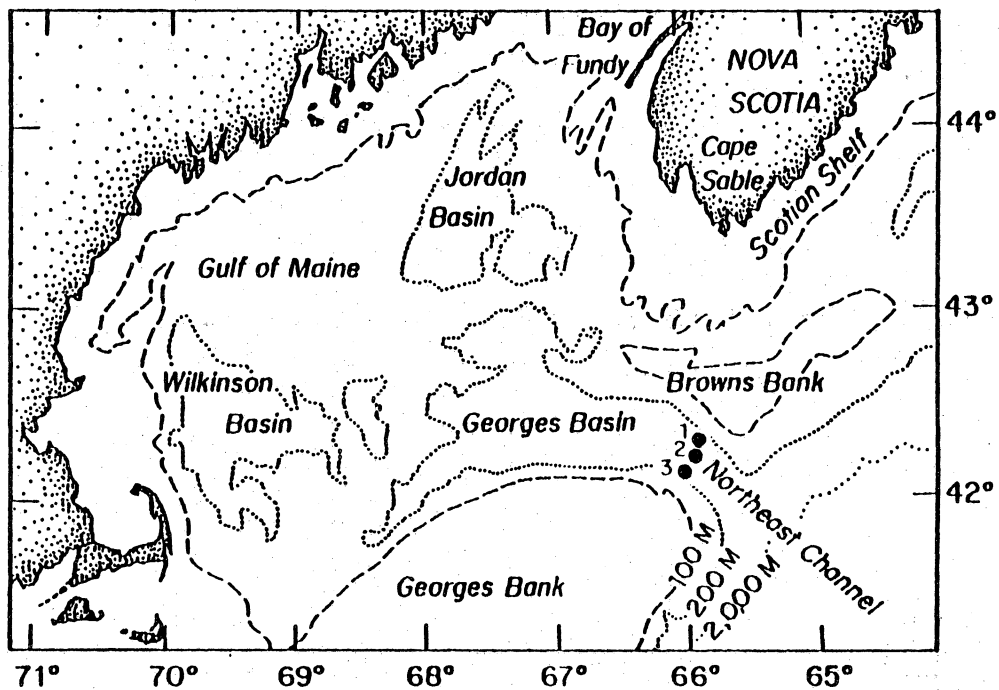 Bay of
Fundy
NOVA
SCOTIA
Cape
Sable
Scotian Shelf
44°
Jordan
Basin
Gulf of Maine
43°
Wilkinson
Basin
Georges Basin
Browns Bank
1
2
3
Northeast Channel
42°
Georges Bank
100 M
200 M
2,000 M
71°
70°
69°
68°
67°
66°
65°